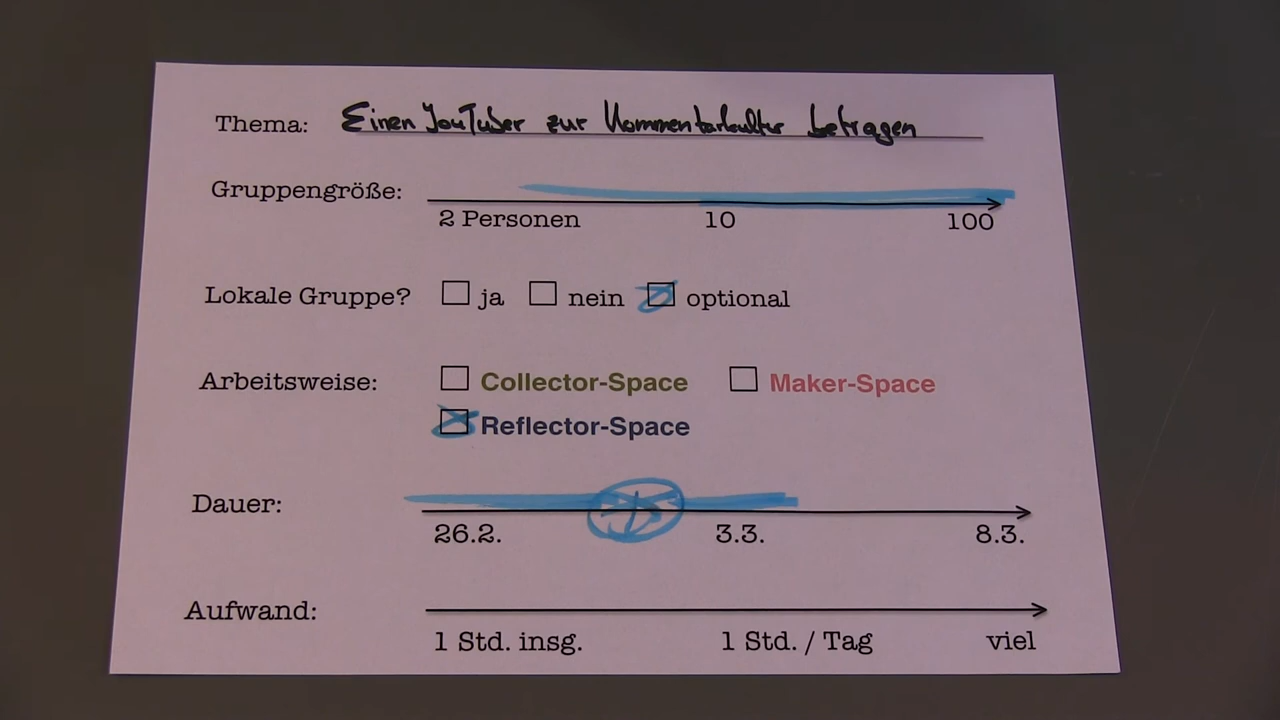 Thema: Einen YouTuber zur Kommentarkultur befragen
Gruppengröße:
2 Personen 10 100
Lokale Gruppe? ja nein optional
Arbeitsweise: Collector-Space Maker-Space
Reflector-Space
Dauer:
26.2. 3.3. 8.3.
Aufwand:
1 Std. insg. 1 Std. / Tag viel